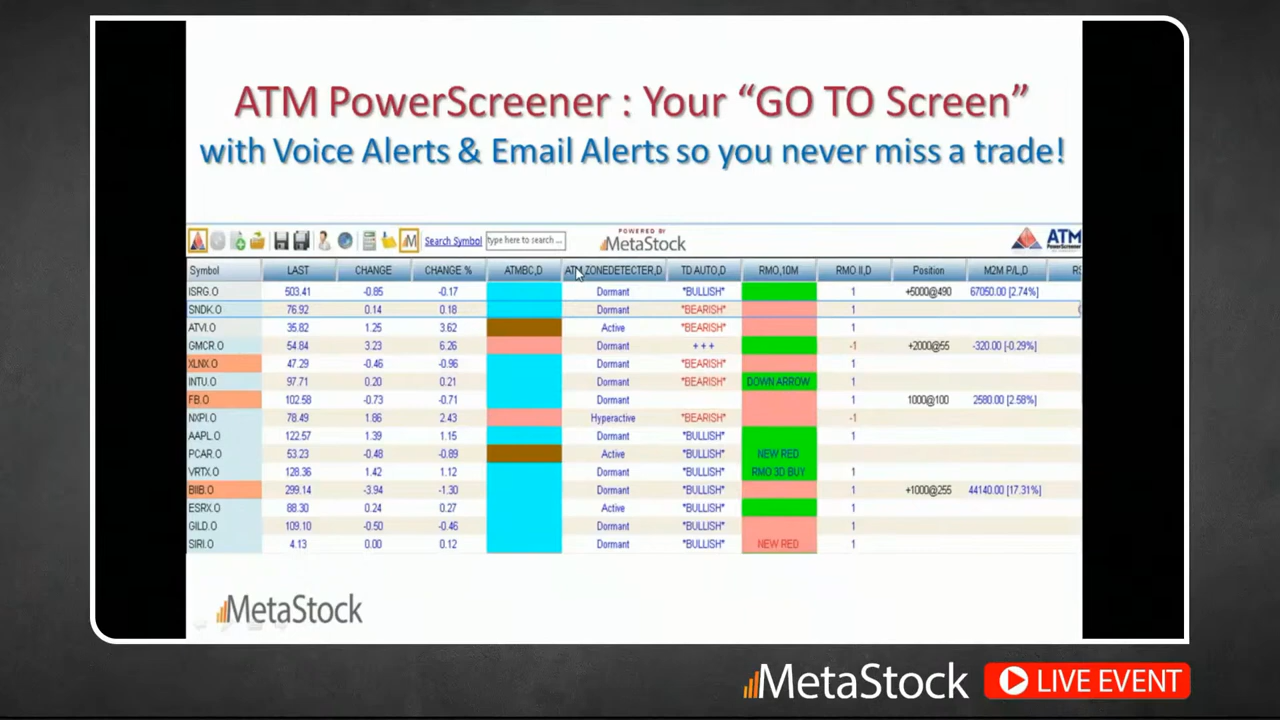 ATM PowerScreener : Your “GO TO Screen”
with Voice Alerts & Email Alerts so you never miss a trade!
Search Symbol type here to search ... POWERED BY MetaStock ATM
Symbol LAST CHANGE CHANGE % ATMBC,D ATM ZONEDETECTER,D TD AUTO,D RMO,10M RMO II,D Position M2M P/L,D
ISRG.O 503.41 -0.85 -0.17 Dormant *BULLISH* 1 +5000@490 67050.00 [2.74%]
SNDK.O 76.92 0.14 0.18 Dormant *BEARISH* 1
ATVI.O 35.82 1.25 3.62 Active *BEARISH* 1
GMCR.O 54.84 3.23 6.26 Dormant + + + -1 +2000@55 -320.00 [-0.29%]
XLNX.O 47.29 -0.46 -0.96 Dormant *BEARISH* 1
INTU.O 97.71 0.20 0.21 Dormant *BEARISH* DOWN ARROW 1
FB.O 102.58 -0.73 -0.71 Dormant 1 1000@100 2580.00 [2.58%]
NXPI.O 78.49 1.86 2.43 Hyperactive *BEARISH* -1
AAPL.O 122.57 1.39 1.15 Dormant *BULLISH* 1
PCAR.O 53.23 -0.48 -0.89 Active *BULLISH* NEW RED
VRTX.O 128.36 1.42 1.12 Dormant *BULLISH* RMO 3D BUY 1
BIIB.O 299.14 -3.94 -1.30 Dormant *BULLISH* 1 +1000@255 44140.00 [17.31%]
ESRX.O 88.30 0.24 0.27 Active *BULLISH* 1
GILD.O 109.10 -0.50 -0.46 Dormant *BULLISH* 1
SIRI.O 4.13 0.00 0.12 Dormant *BULLISH* NEW RED 1
MetaStock
MetaStock LIVE EVENT